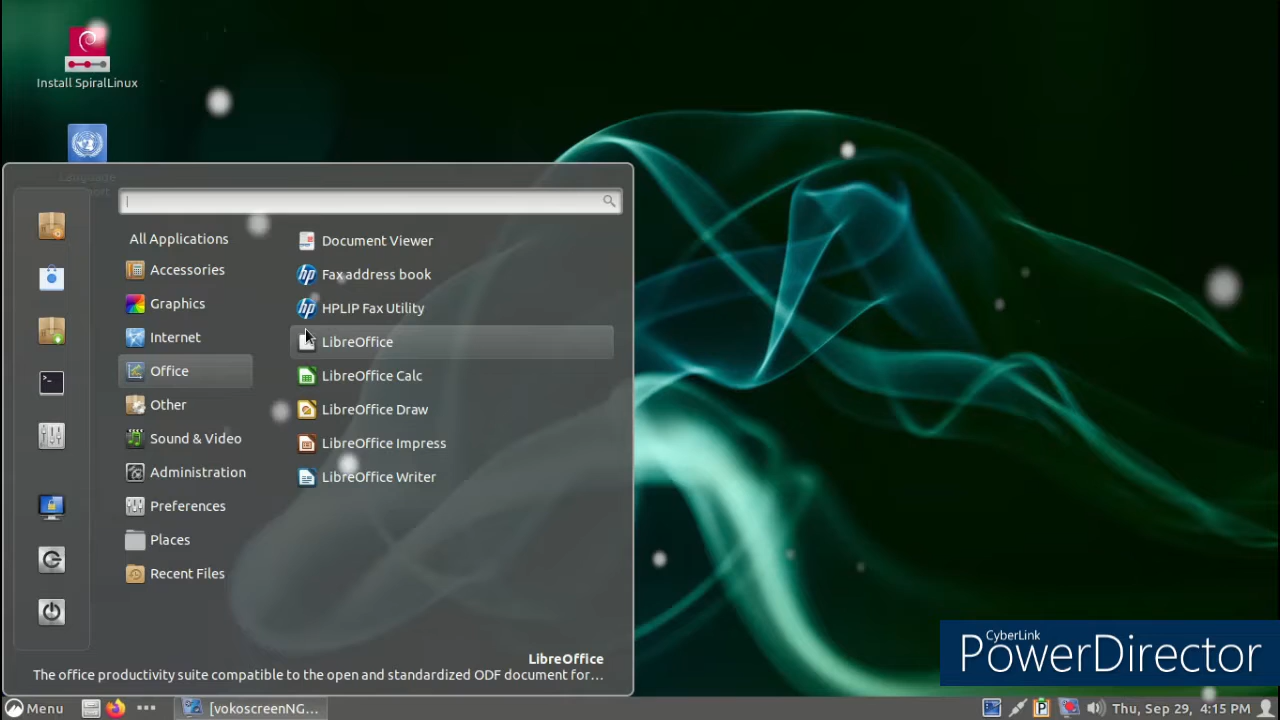 Install SpiralLinux
Language
All Applications
Accessories
Graphics
Internet
Office
Other
Sound & Video
Administration
Preferences
Places
Recent Files
Document Viewer
Fax address book
HPLIP Fax Utility
LibreOffice
LibreOffice Calc
LibreOffice Draw
LibreOffice Impress
LibreOffice Writer
LibreOffice
The office productivity suite compatible to the open and standardized ODF document for...
CyberLink
PowerDirector
Menu
[vokoscreenNG...
Thu, Sep 29, 4:15 PM